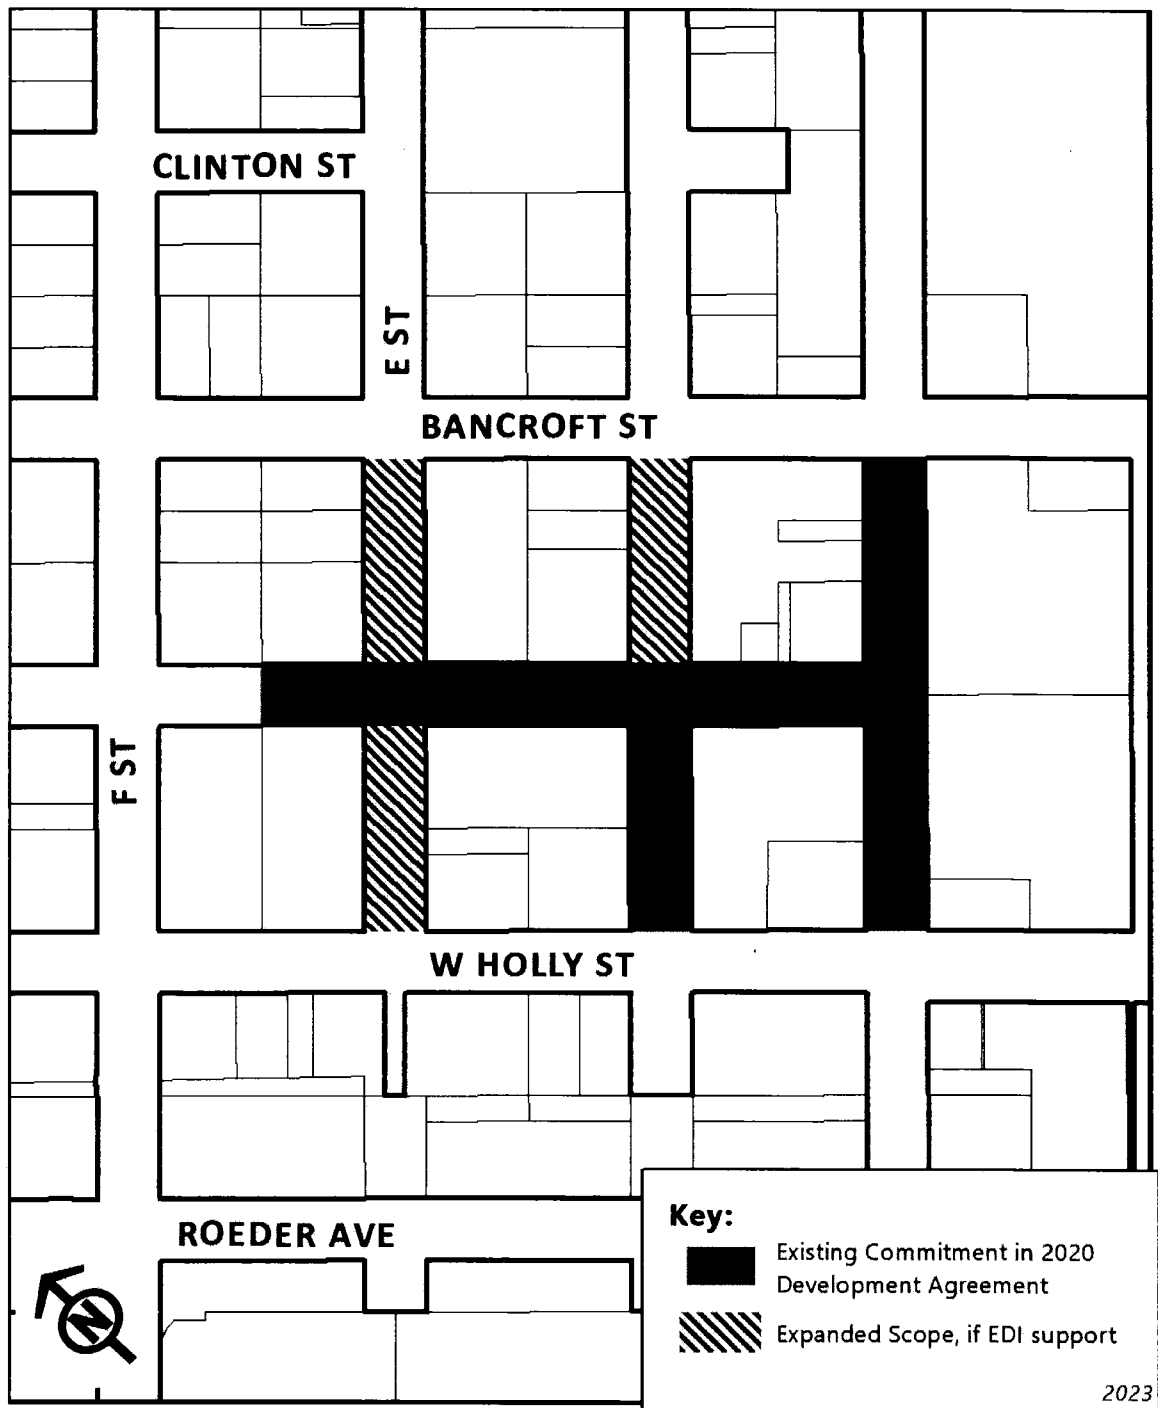 CLINTON ST
E ST
BANCROFT ST
F ST
W HOLLY ST
ROEDER AVE
N
Key:
Existing Commitment in 2020
Development Agreement
Expanded Scope, if EDI support
2023